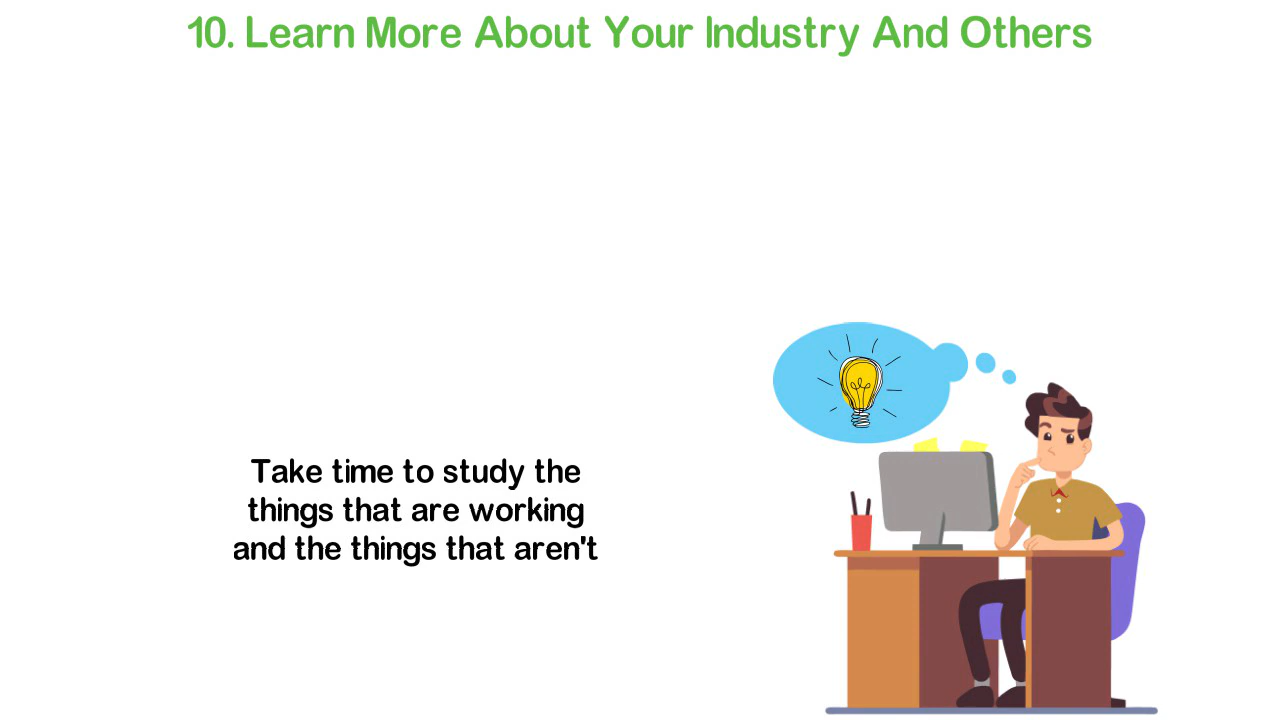 10. Learn More About Your Industry And Others
Take time to study the
things that are working
and the things that aren't